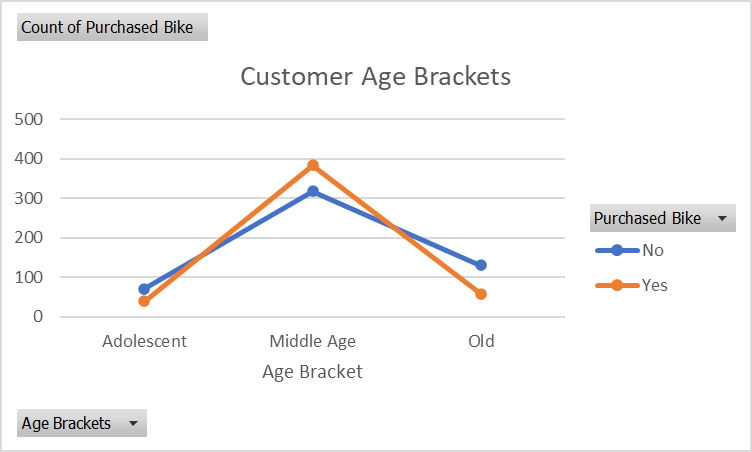 Count of Purchased Bike
Customer Age Brackets
500
400
300
200
100
0
Adolescent Middle Age Old
Age Bracket
Purchased Bike
No
Yes
Age Brackets